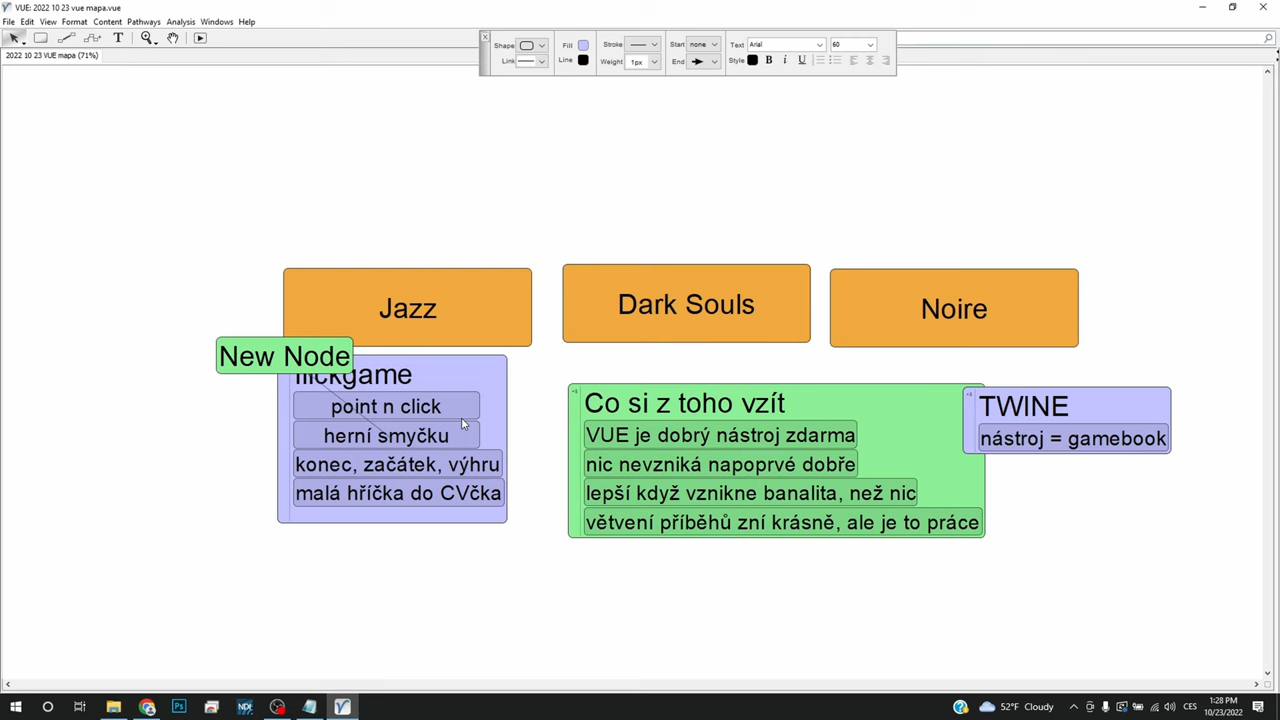 VUE: 2022 10 23 vue mapa.vue
File Edit View Format Content Pathways Analysis Windows Help
Shape Fill Stroke Start none Text Arial 60
Link Line Weight 1px End Style B i U
2022 10 23 VUE mapa (71%)
Jazz
Dark Souls
Noire
New Node
flickgame
point n click
herní smyčku
konec, začátek, výhru
malá hříčka do CVčka
Co si z toho vzít
VUE je dobrý nástroj zdarma
nic nevzniká napoprvé dobře
lepší když vznikne banalita, než nic
větvení příběhů zní krásně, ale je to práce
TWINE
nástroj = gamebook
52°F Cloudy
CES
1:28 PM
10/23/2022